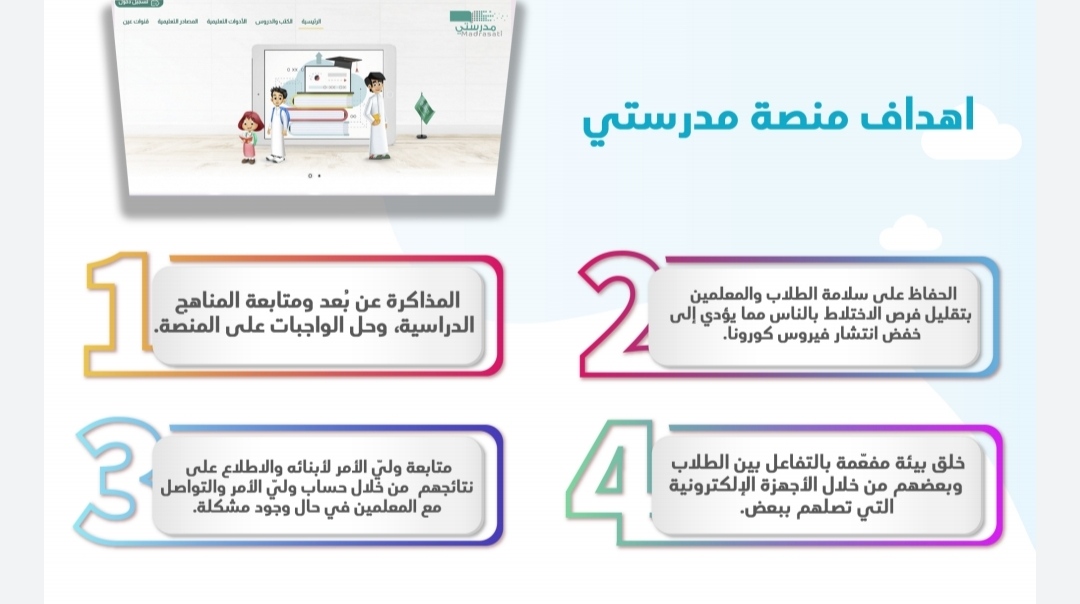 تسجيل دخول
الرئيسية
الكتب والدروس
الأدوات التعليمية
المصادر التعليمية
قنوات عين
مدرستي
Madrasati
اهداف منصة مدرستي
1
المذاكرة عن بُعد ومتابعة المناهج
الدراسية، وحل الواجبات على المنصة.
2
الحفاظ على سلامة الطلاب والمعلمين
بتقليل فرص الاختلاط بالناس مما يؤدي إلى
خفض انتشار فيروس كورونا.
3
متابعة وليّ الأمر لأبنائه والاطلاع على
نتائجهم من خلال حساب وليّ الأمر والتواصل
مع المعلمين في حال وجود مشكلة.
4
خلق بيئة مفعّمة بالتفاعل بين الطلاب
وبعضهم من خلال الأجهزة الإلكترونية
التي تصلهم ببعض.